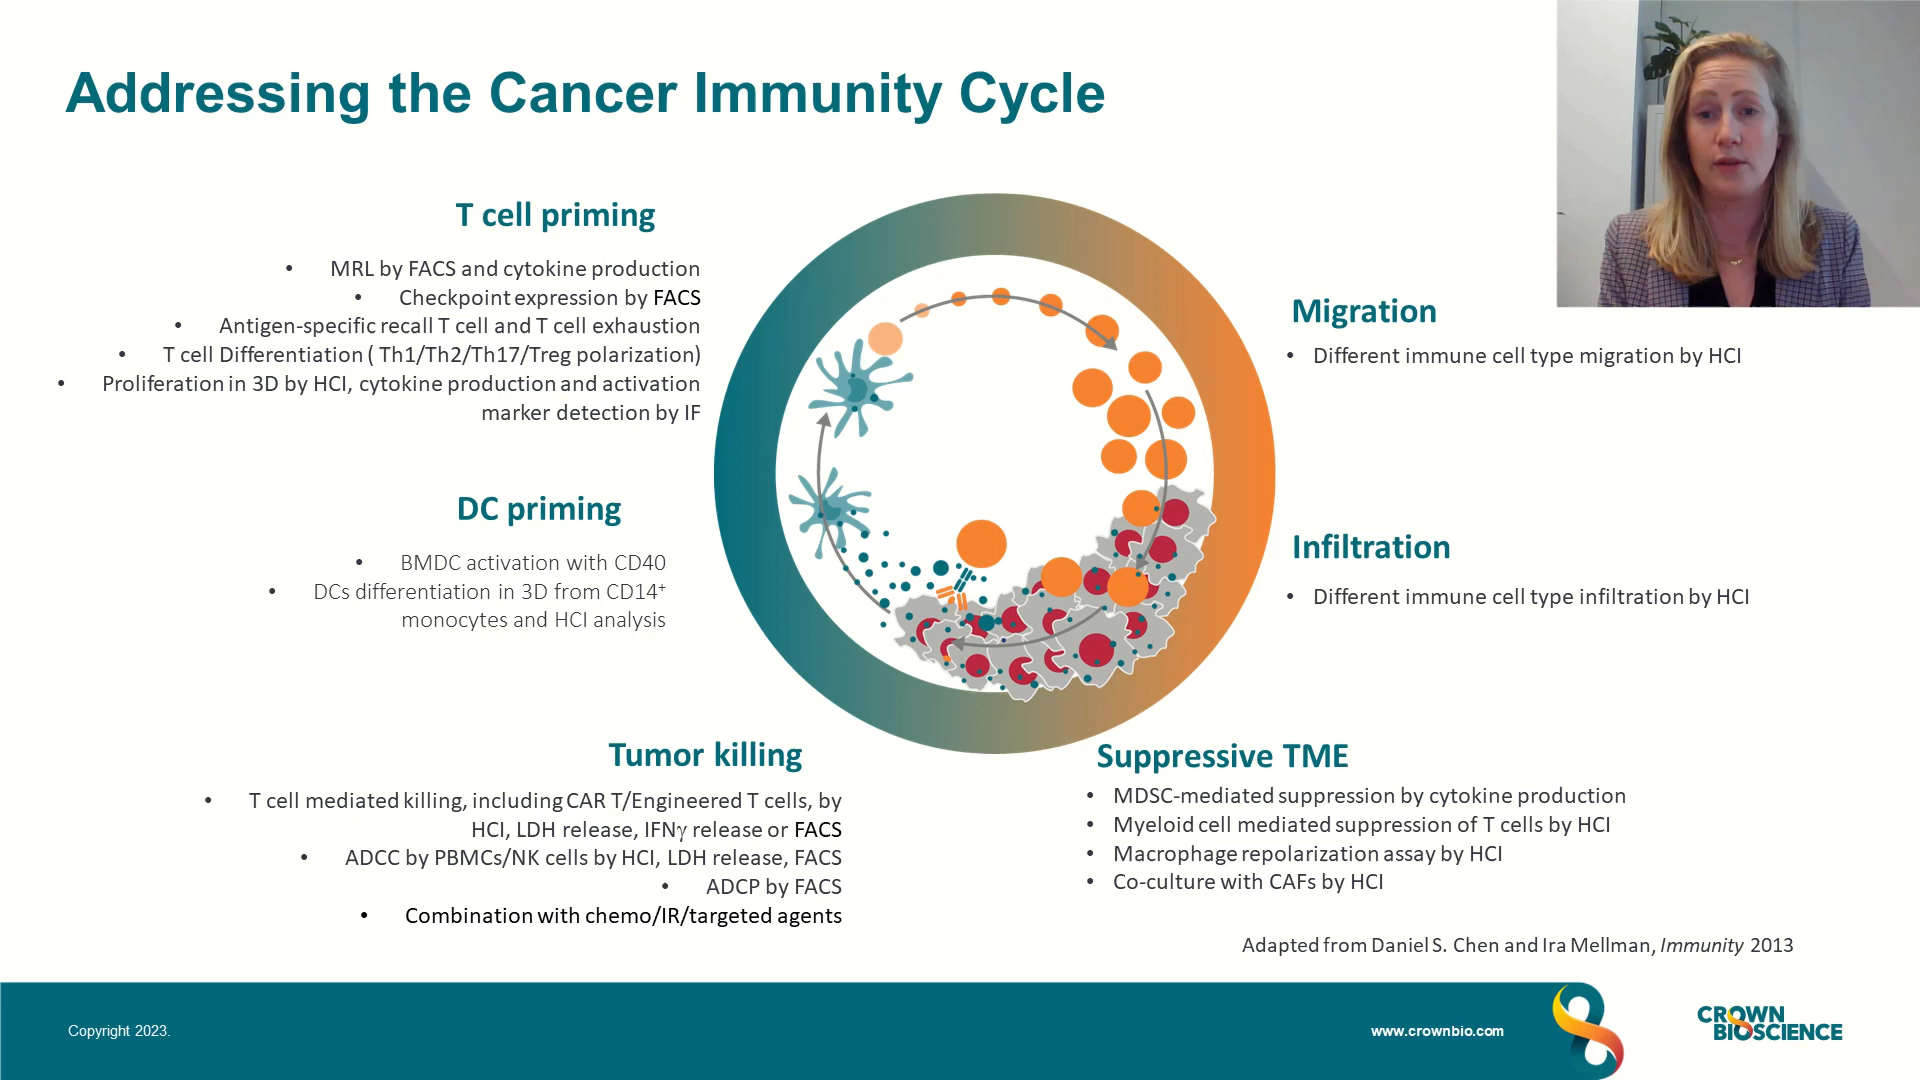 Addressing the Cancer Immunity Cycle
T cell priming
• MRL by FACS and cytokine production
• Checkpoint expression by FACS
• Antigen-specific recall T cell and T cell exhaustion
• T cell Differentiation ( Th1/Th2/Th17/Treg polarization)
• Proliferation in 3D by HCI, cytokine production and activation
marker detection by IF
DC priming
• BMDC activation with CD40
• DCs differentiation in 3D from CD14⁺
monocytes and HCI analysis
Tumor killing
• T cell mediated killing, including CAR T/Engineered T cells, by
HCI, LDH release, IFNγ release or FACS
• ADCC by PBMCs/NK cells by HCI, LDH release, FACS
• ADCP by FACS
• Combination with chemo/IR/targeted agents
Migration
• Different immune cell type migration by HCI
Infiltration
• Different immune cell type infiltration by HCI
Suppressive TME
• MDSC-mediated suppression by cytokine production
• Myeloid cell mediated suppression of T cells by HCI
• Macrophage repolarization assay by HCI
• Co-culture with CAFs by HCI
Adapted from Daniel S. Chen and Ira Mellman, Immunity 2013
Copyright 2023.
www.crownbio.com
CROWN
BIOSCIENCE